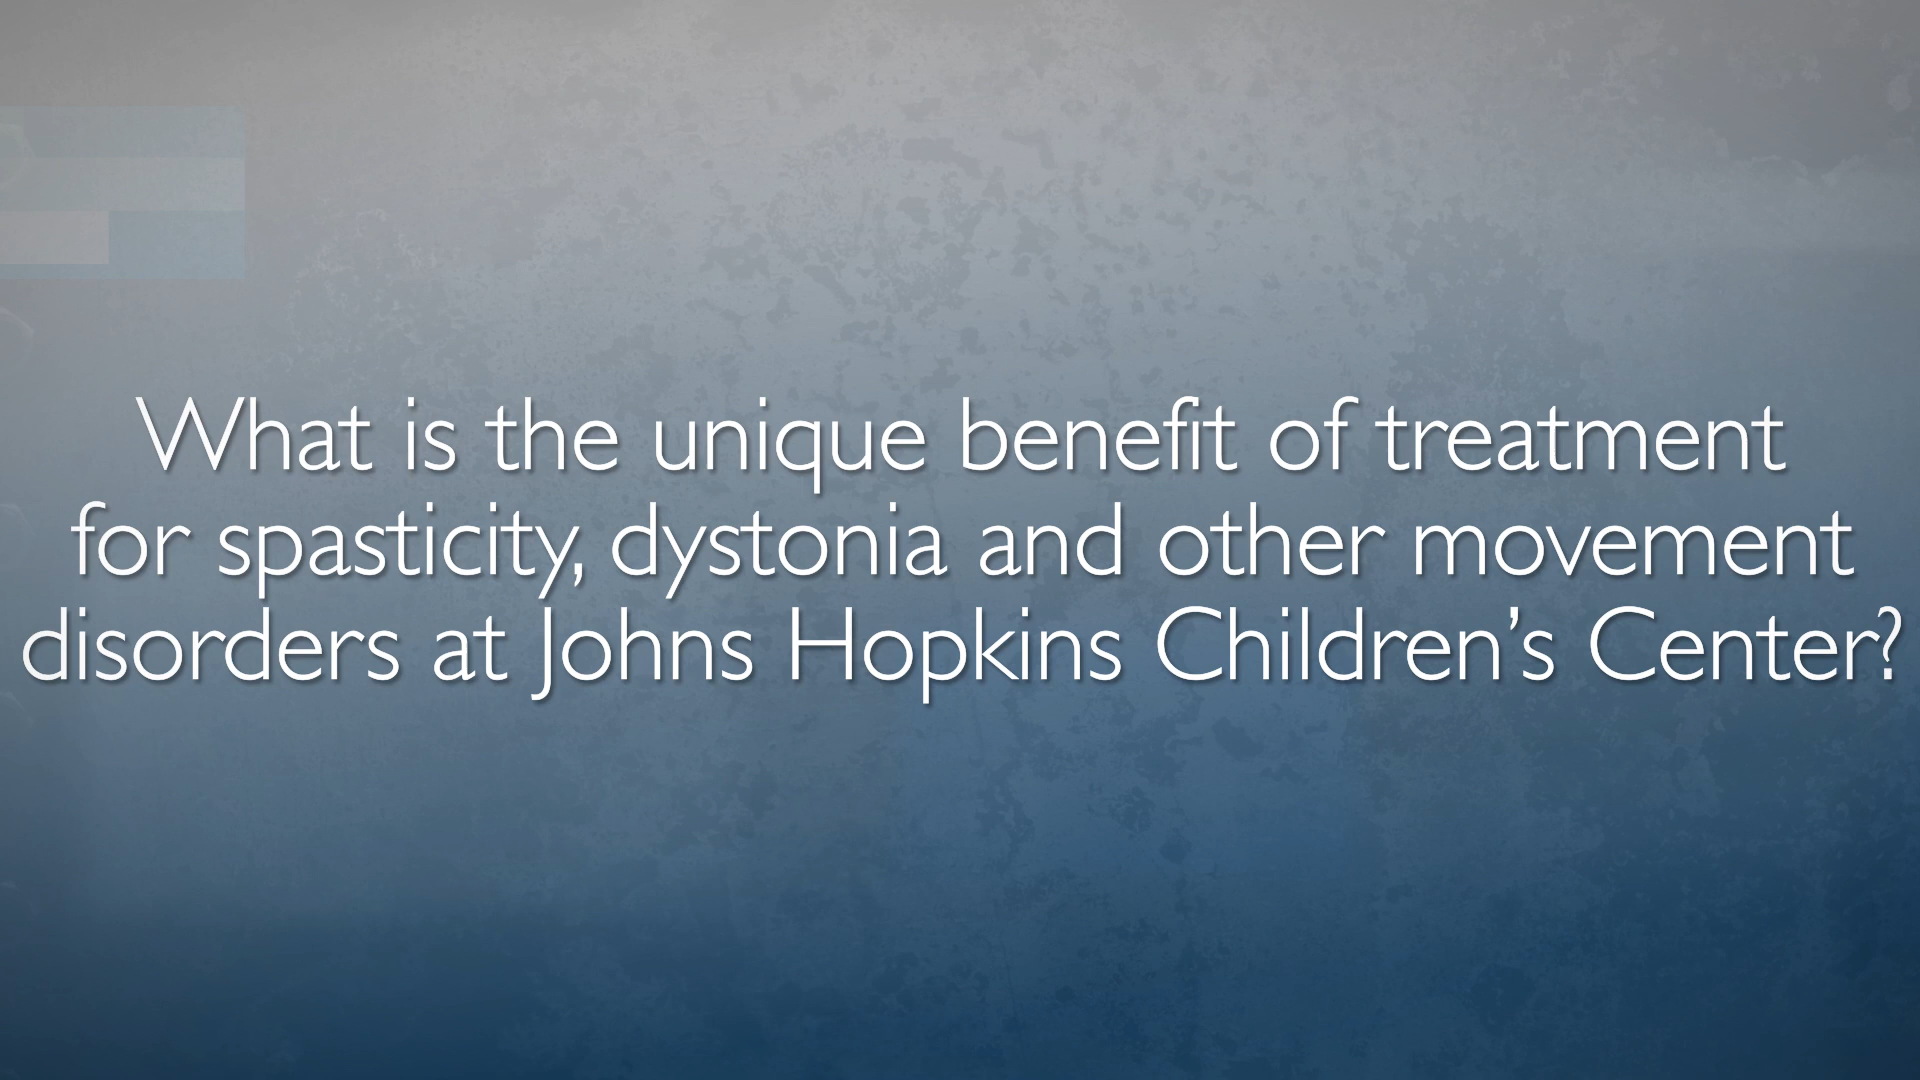 What is the unique benefit of treatment
for spasticity, dystonia and other movement
disorders at Johns Hopkins Children’s Center?